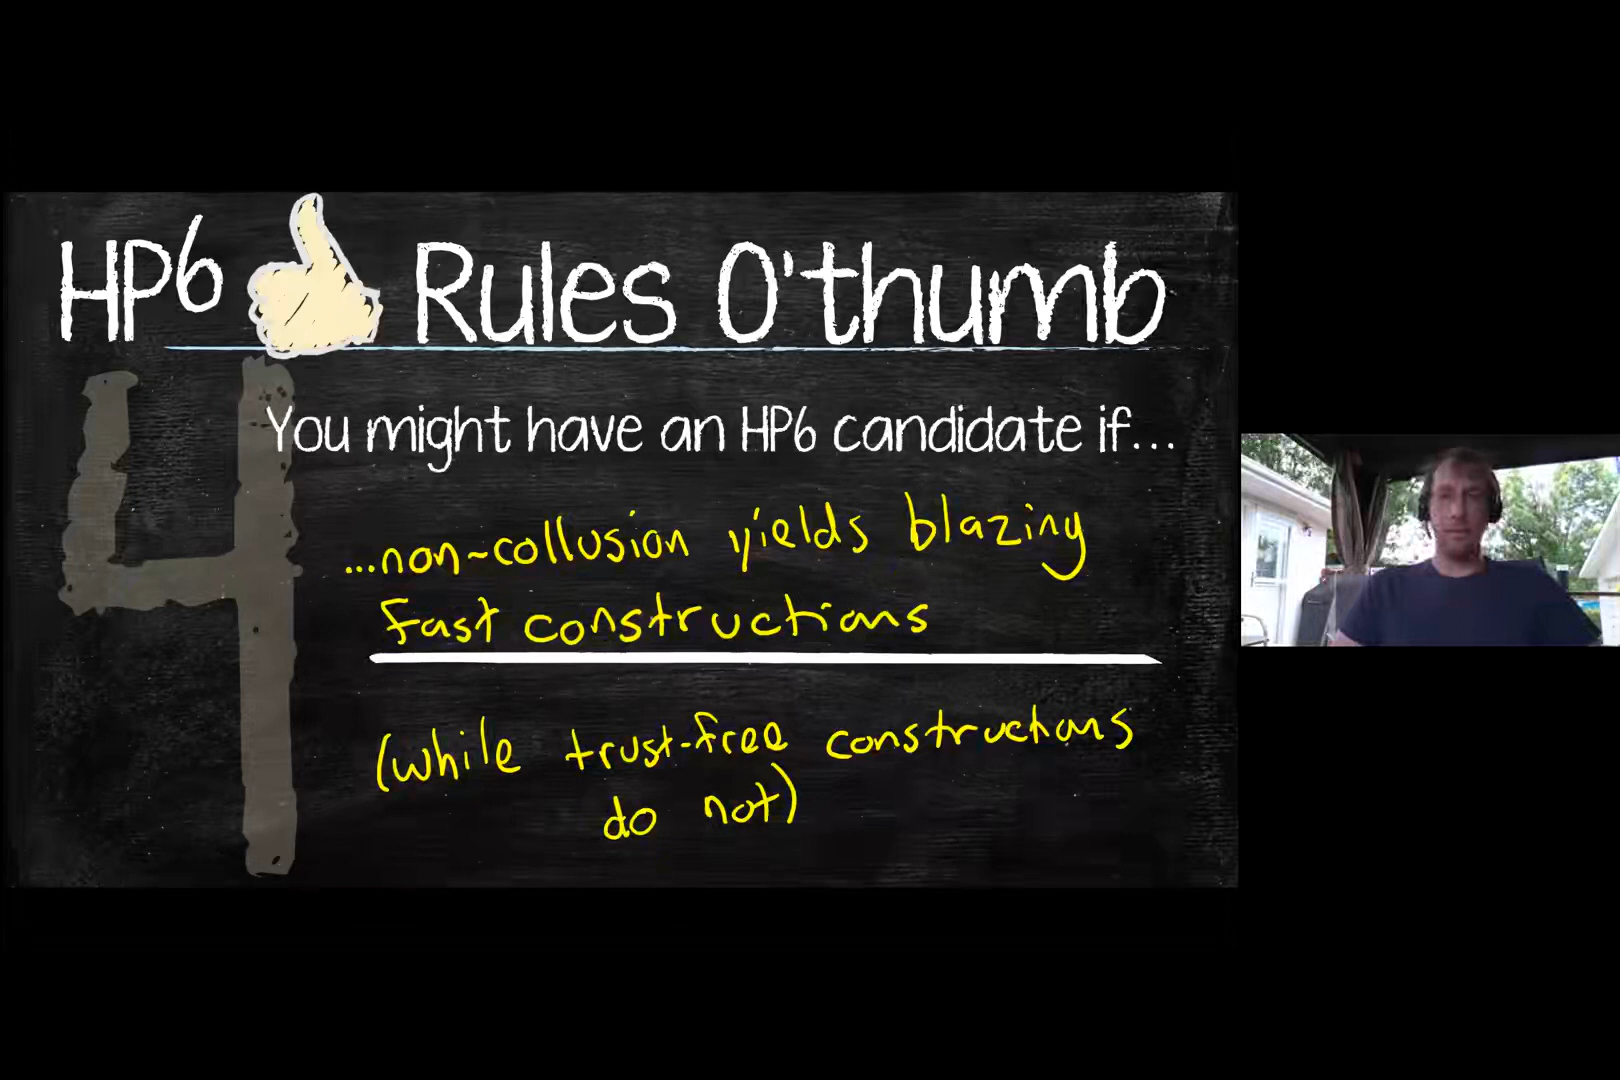 HP6 Rules O'thumb
4
You might have an HP6 candidate if...
...non-collusion yields blazing
fast constructions
(while trust-free constructions
do not)